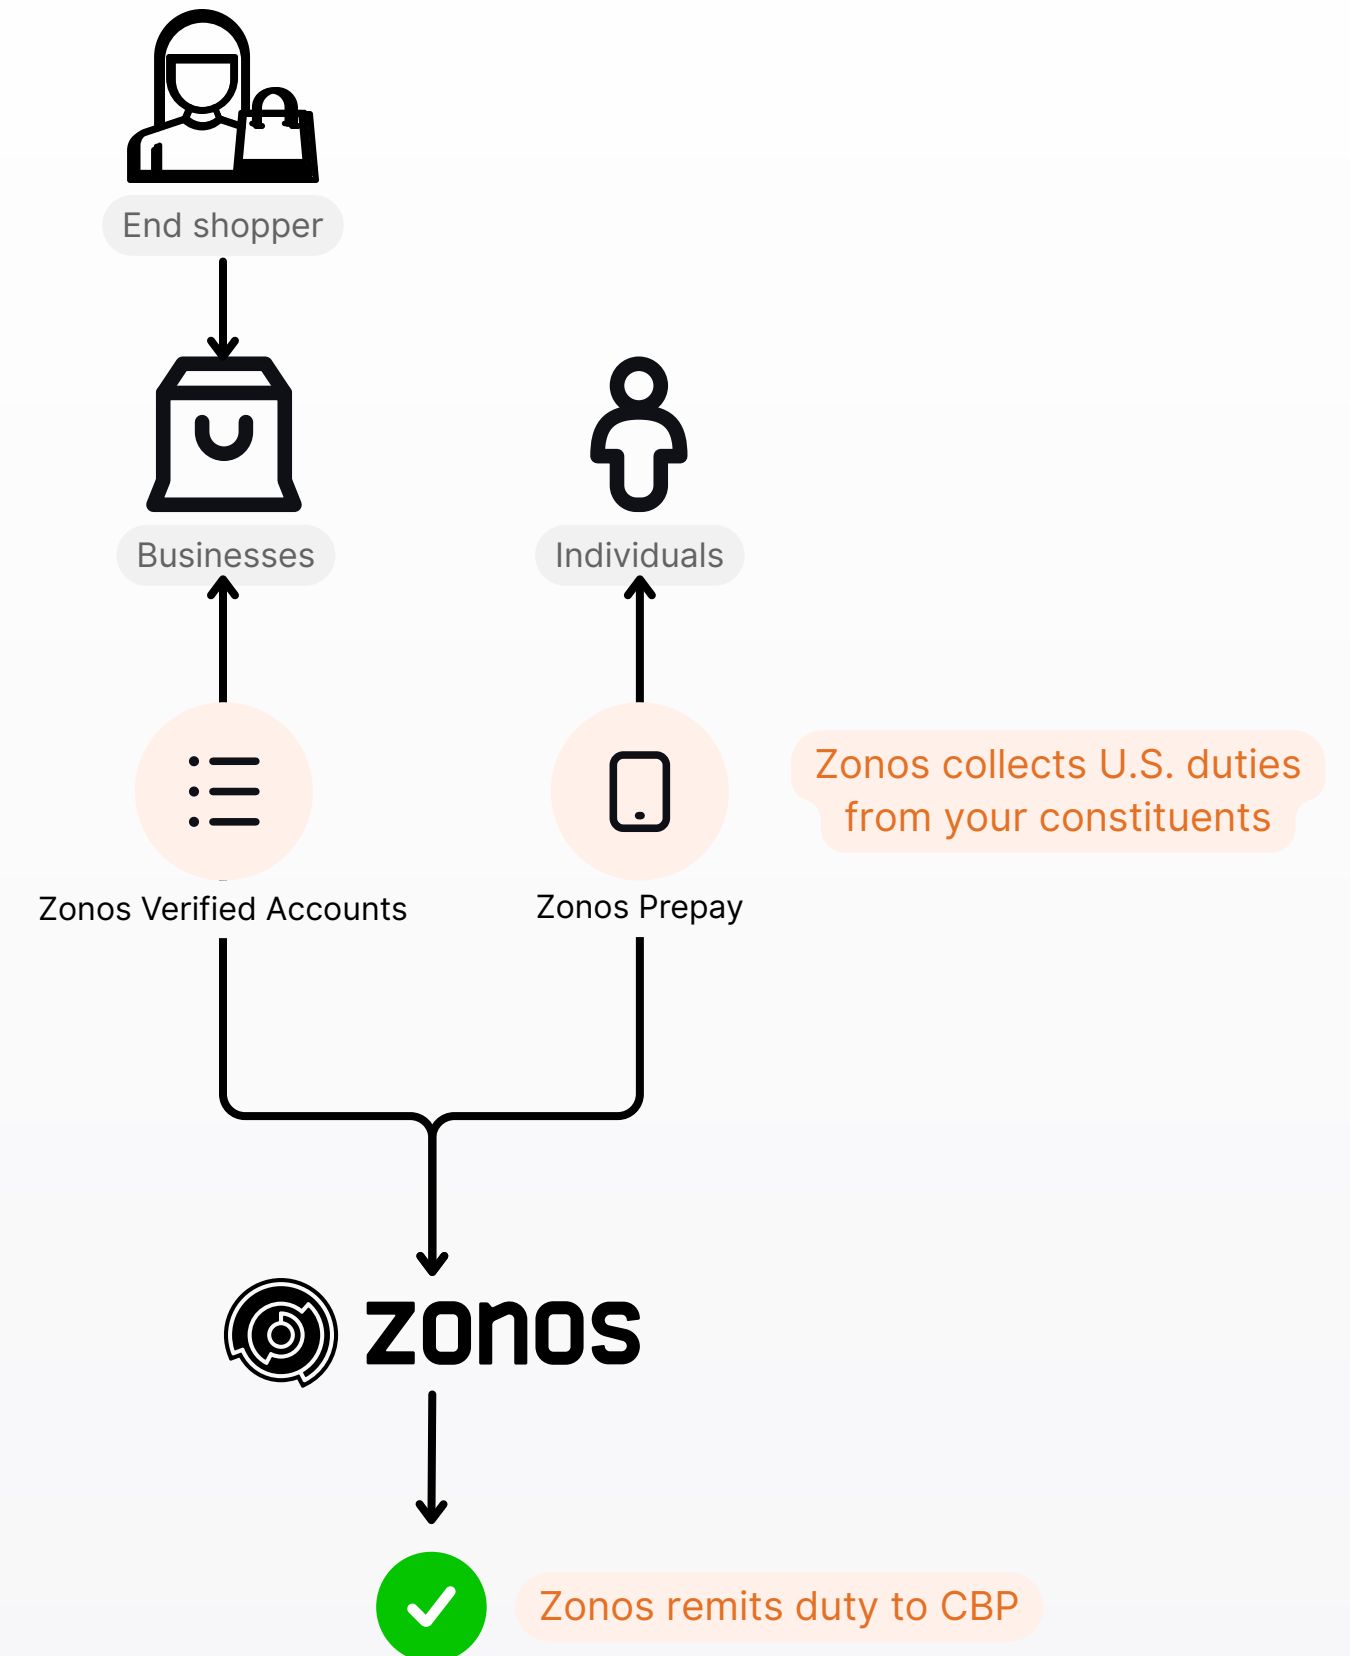 End shopper
Businesses
Individuals
Zonos collects U.S. duties
from your constituents
Zonos Verified Accounts
Zonos Prepay
zonos
Zonos remits duty to CBP